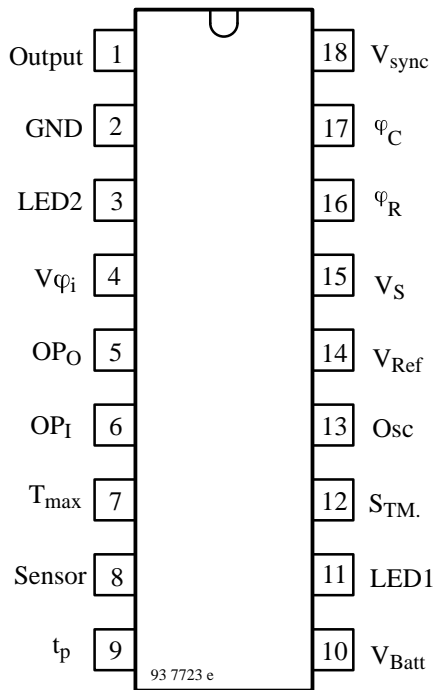 Output 1 18 Vsync
GND 2 17 φC
LED2 3 16 φR
Vφi 4 15 VS
OPO 5 14 VRef
OPI 6 13 Osc
Tmax 7 12 STM.
Sensor 8 11 LED1
tp 9 10 VBatt
93 7723 e